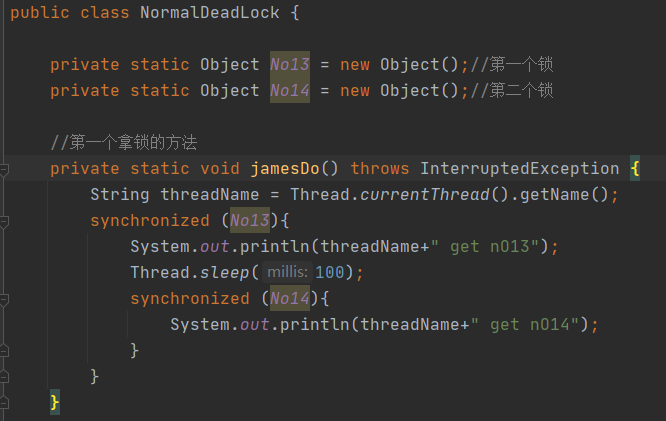 public class NormalDeadLock {
private static Object No13 = new Object();//第一个锁
private static Object No14 = new Object();//第二个锁
//第一个拿锁的方法
private static void jamesDo() throws InterruptedException {
String threadName = Thread.currentThread().getName();
synchronized (No13){
System.out.println(threadName+" get nO13");
Thread.sleep( millis: 100);
synchronized (No14){
System.out.println(threadName+" get nO14");
}
}
}